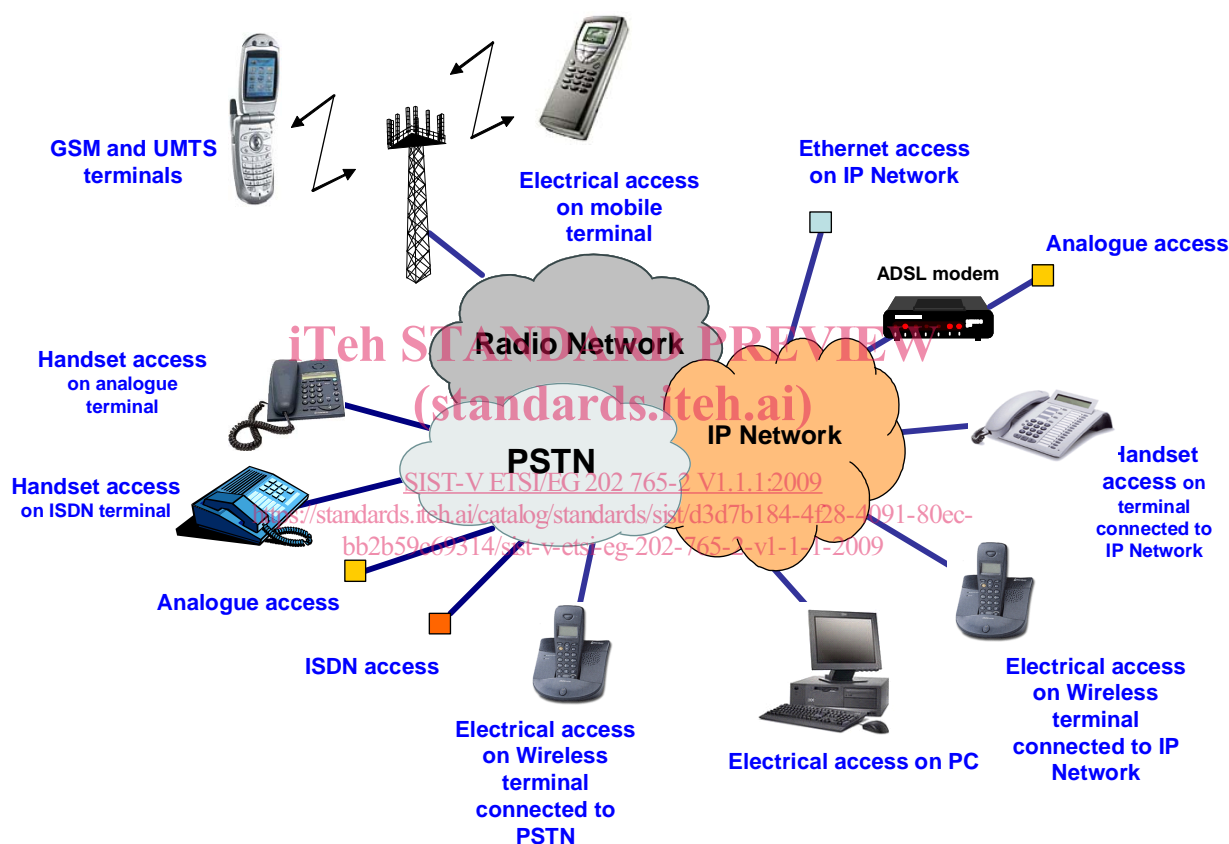 GSM and UMTS
terminals
Electrical access
on mobile
terminal
Ethernet access
on IP Network
Analogue access
ADSL modem
Radio Network
iTeh STANDARD PREVIEW
(standards.iteh.ai)
Handset access
on analogue
terminal
IP Network
PSTN
Handset
access on
terminal
connected to
IP Network
SIST-V ETSI/EG 202 765-2 V1.1.1:2009
https://standards.iteh.ai/catalog/standards/sist/d3d7b184-4f28-4091-80ec-
bb2b59c69314/sist-v-etsi-eg-202-765-2-v1-1-1-2009
Handset access
on ISDN terminal
Analogue access
ISDN access
Electrical access
on Wireless
terminal
connected to
PSTN
Electrical access on PC
Electrical access
on Wireless
terminal
connected to IP
Network